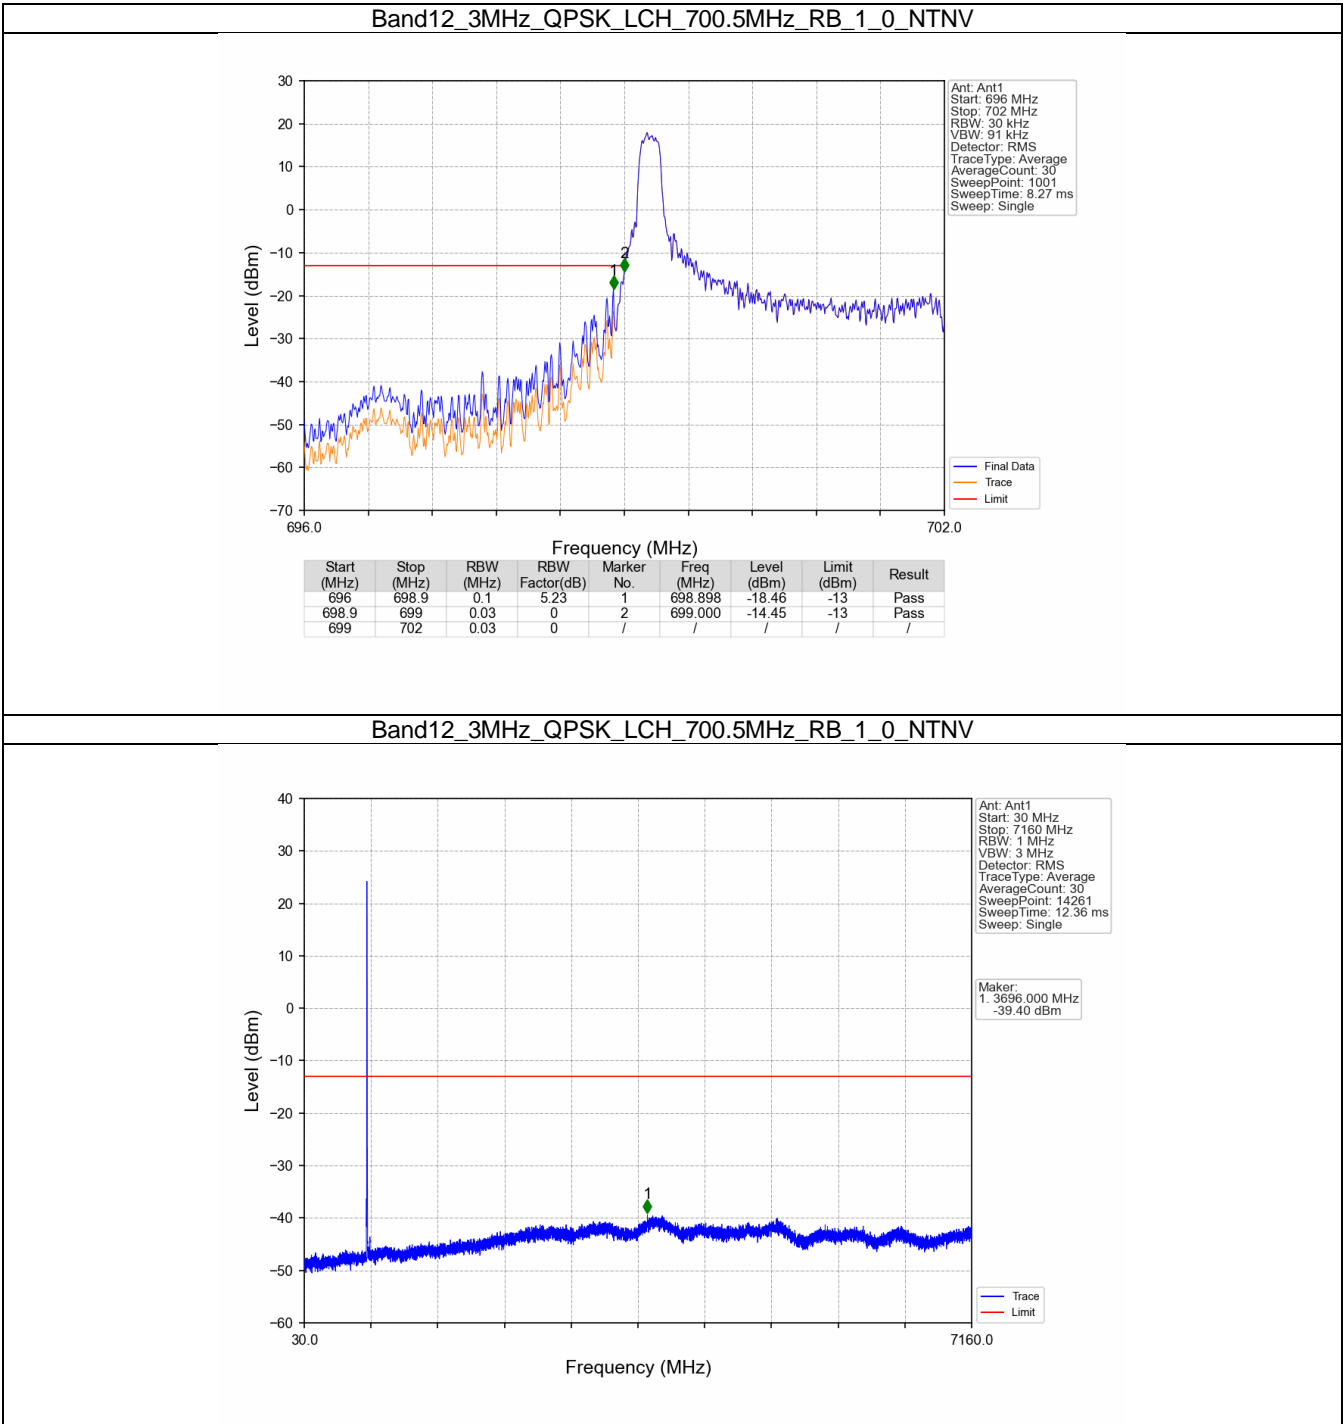 Band12_3MHz_QPSK_LCH_700.5MHz_RB_1_0_NTNV
30
20
10
0
−10
−20
−30
−40
−50
−60
−70
Level (dBm)
1
2
696.0
702.0
Frequency (MHz)
Ant: Ant1
Start: 696 MHz
Stop: 702 MHz
RBW: 30 kHz
VBW: 91 kHz
Detector: RMS
TraceType: Average
AverageCount: 30
SweepPoint: 1001
SweepTime: 8.27 ms
Sweep: Single
Final Data
Trace
Limit
Start (MHz) Stop (MHz) RBW (MHz) RBW Factor(dB) Marker No. Freq (MHz) Level (dBm) Limit (dBm) Result
696 698.9 0.1 5.23 1 698.898 -18.46 -13 Pass
698.9 699 0.03 0 2 699.000 -14.45 -13 Pass
699 702 0.03 0 / / / / /
Band12_3MHz_QPSK_LCH_700.5MHz_RB_1_0_NTNV
40
30
20
10
0
−10
−20
−30
−40
−50
−60
Level (dBm)
1
30.0
7160.0
Frequency (MHz)
Ant: Ant1
Start: 30 MHz
Stop: 7160 MHz
RBW: 1 MHz
VBW: 3 MHz
Detector: RMS
TraceType: Average
AverageCount: 30
SweepPoint: 14261
SweepTime: 12.36 ms
Sweep: Single
Maker:
1. 3696.000 MHz
-39.40 dBm
Trace
Limit